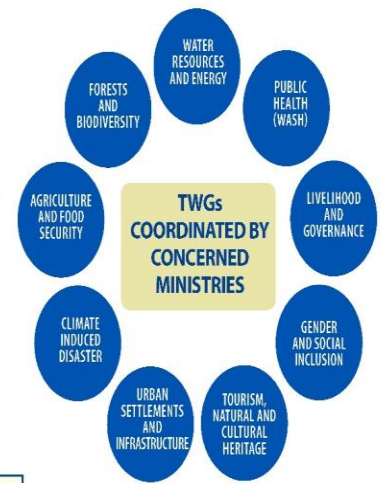 WATER
RESOURCES
AND ENERGY
PUBLIC
HEALTH
(WASH)
LIVELIHOOD
AND
GOVERNANCE
GENDER
AND SOCIAL
INCLUSION
TOURISM,
NATURAL AND
CULTURAL
HERITAGE
URBAN
SETTLEMENTS
AND
INFRASTRUCTURE
CLIMATE
INDUCED
DISASTER
AGRICULTURE
AND FOOD
SECURITY
FORESTS
AND
BIODIVERSITY
TWGs
COORDINATED BY
CONCERNED
MINISTRIES